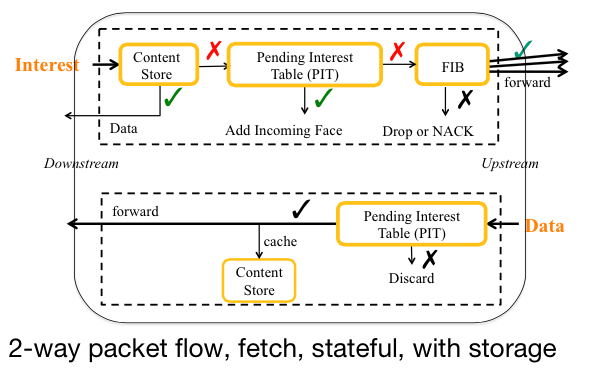 Interest
Content
Store
Pending Interest
Table (PIT)
FIB
forward
Data
Add Incoming Face
Drop or NACK
Downstream
Upstream
forward
Pending Interest
Table (PIT)
Data
cache
Content
Store
Discard
2-way packet flow, fetch, stateful, with storage